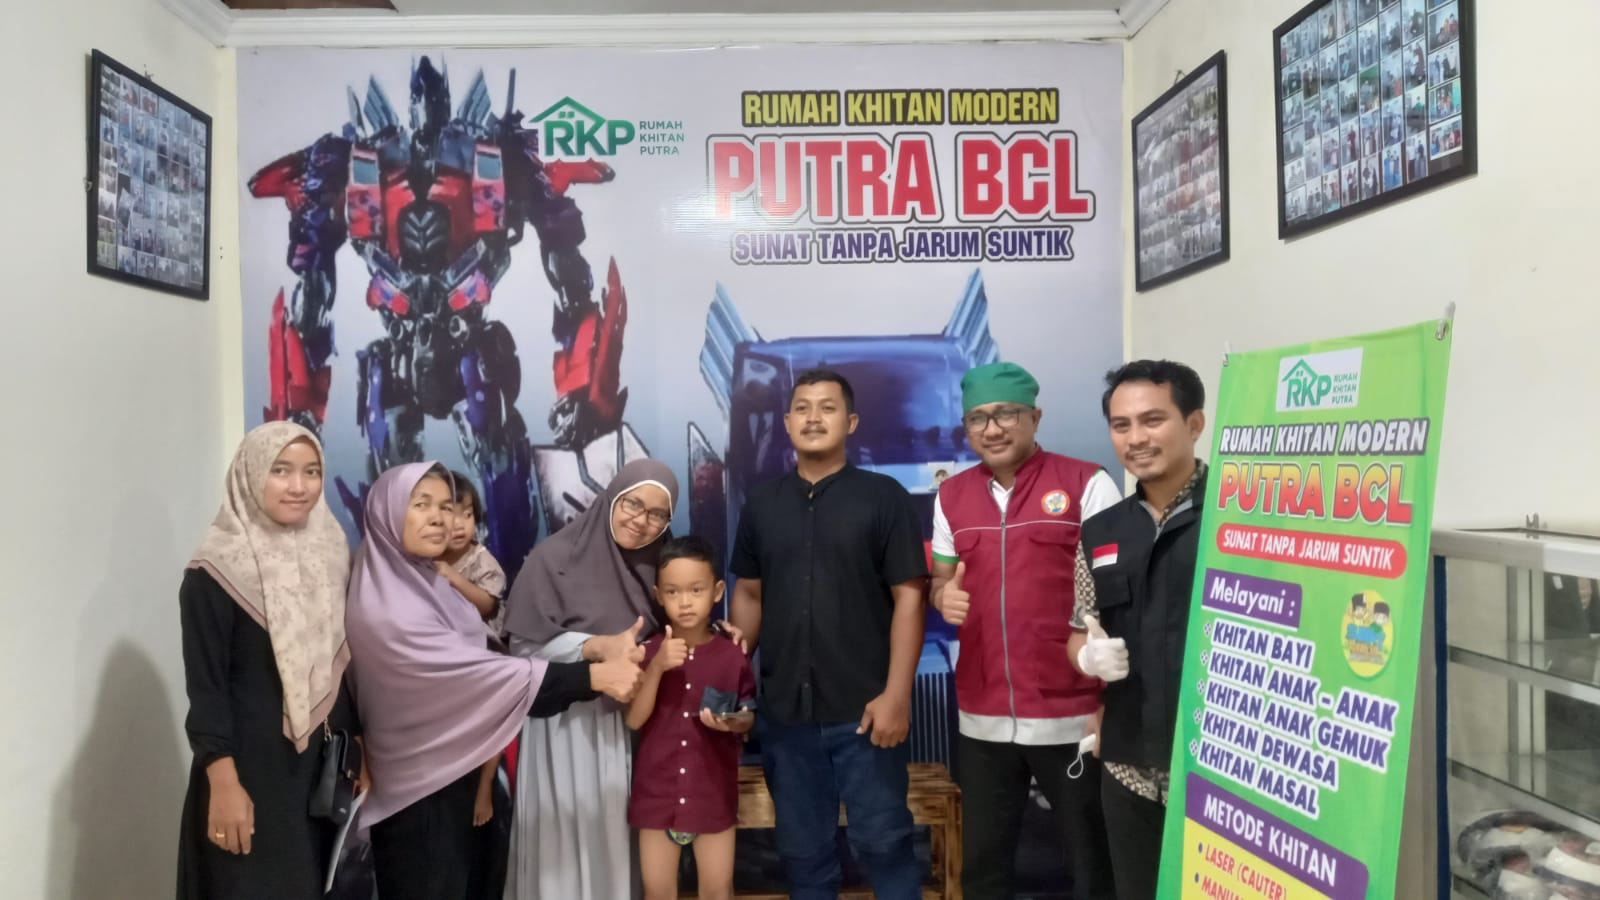 RKP
RUMAH
KHITAN
PUTRA
RUMAH KHITAN MODERN
PUTRA BCL
SUNAT TANPA JARUM SUNTIK
RKP
RUMAH
KHITAN
PUTRA
RUMAH KHITAN MODERN
PUTRA BCL
SUNAT TANPA JARUM SUNTIK
Melayani :
KHITAN BAYI
KHITAN ANAK - ANAK
KHITAN ANAK GEMUK
KHITAN DEWASA
KHITAN MASAL
METODE KHITAN
• LASER (CAUTER)